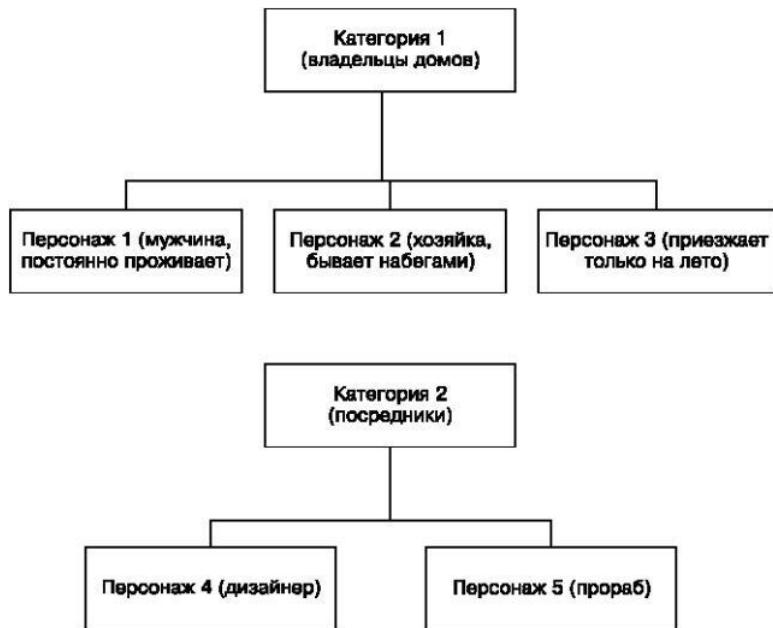 Категория 1
(владельцы домов)
Персонаж 1 (мужчина,
постоянно проживает)
Персонаж 2 (хозяйка,
бывает набегами)
Персонаж 3 (приезжает
только на лето)
Категория 2
(посредники)
Персонаж 4 (дизайнер)
Персонаж 5 (прораб)